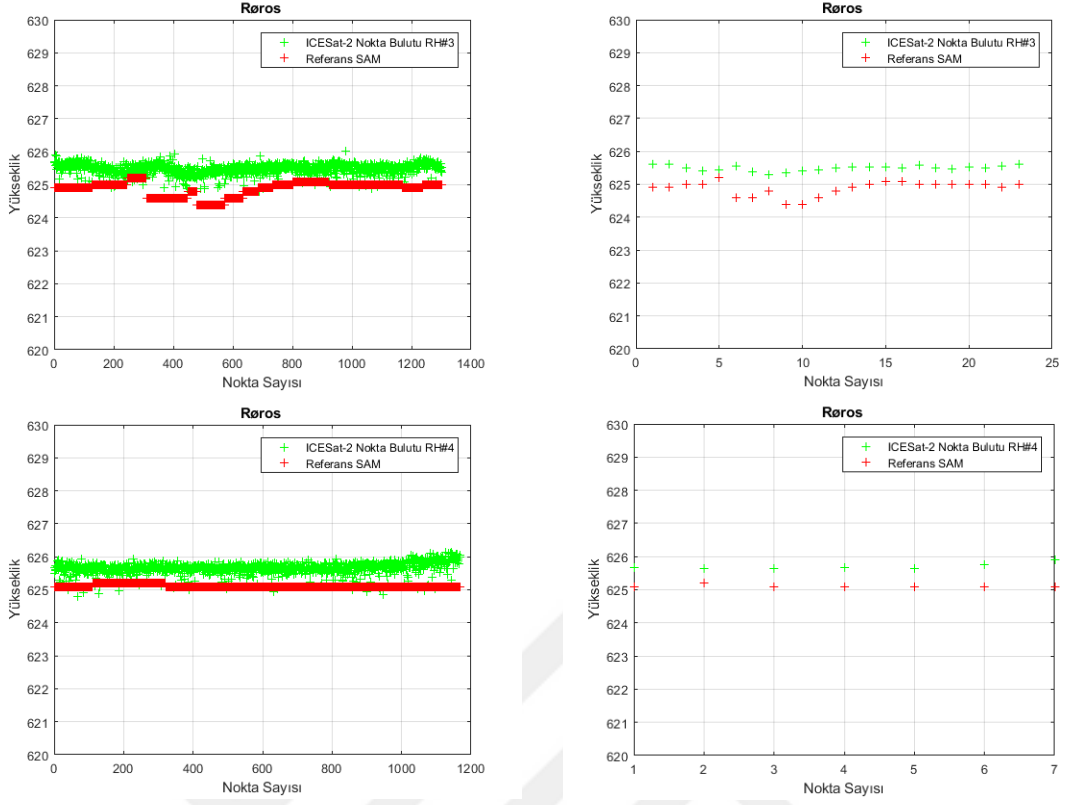 Røros
630
629
628
627
626
625
624
623
622
621
620
Yükseklik
ICESat-2 Nokta Bulutu RH#3
Referans SAM
0 200 400 600 800 1000 1200 1400
Nokta Sayısı
Røros
630
629
628
627
626
625
624
623
622
621
620
Yükseklik
ICESat-2 Nokta Bulutu RH#3
Referans SAM
0 5 10 15 20 25
Nokta Sayısı
Røros
630
629
628
627
626
625
624
623
622
621
620
Yükseklik
ICESat-2 Nokta Bulutu RH#4
Referans SAM
0 200 400 600 800 1000 1200
Nokta Sayısı
Røros
630
629
628
627
626
625
624
623
622
621
620
Yükseklik
ICESat-2 Nokta Bulutu RH#4
Referans SAM
1 2 3 4 5 6 7
Nokta Sayısı